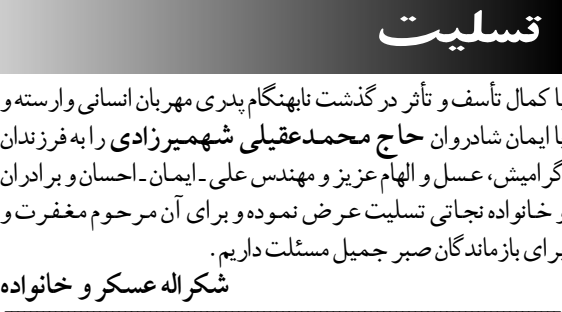 تسلیت
با کمال تأسف و تأثر درگذشت نابهنگام پدری مهربان انسانی وارسته و
با ایمان شادروان حاج محمدعقیلی شهمیرزادی را به فرزندان
گرامیش، عسل و الهام عزیز و مهندس علی ـ ایمان ـ احسان و برادران
و خانواده نجاتی تسلیت عرض نموده و برای آن مرحوم مغفرت و
برای بازماندگان صبر جمیل مسئلت داریم.
شکراله عسکر و خانواده